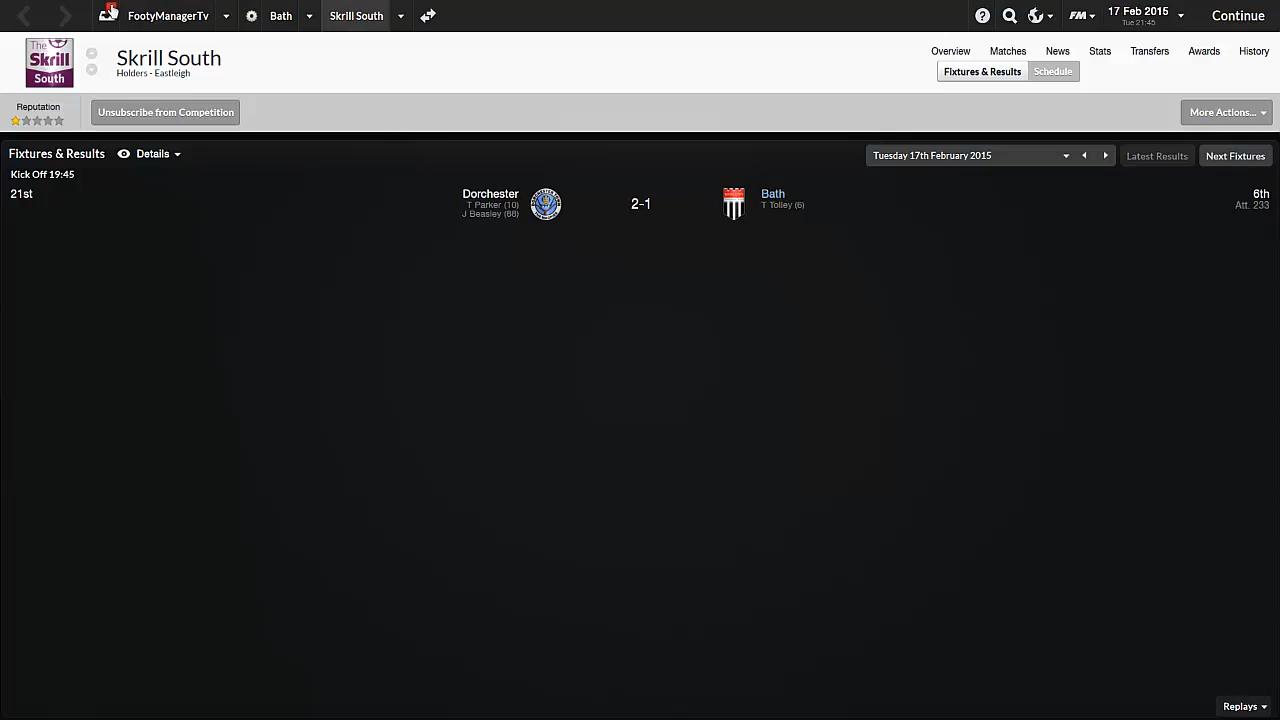 FootyManagerTv
Bath
Skrill South
FM
17 Feb 2015
Tue 21:45
Continue
The
Skrill
South
Skrill South
Holders - Eastleigh
Overview
Matches
News
Stats
Transfers
Awards
History
Fixtures & Results
Schedule
Reputation
Unsubscribe from Competition
More Actions...
Fixtures & Results
Details
Tuesday 17th February 2015
Latest Results
Next Fixtures
Kick Off 19:45
21st
Dorchester
T Parker (10)
J Beasley (88)
2-1
Bath
T Tolley (6)
6th
Att. 233
Replays